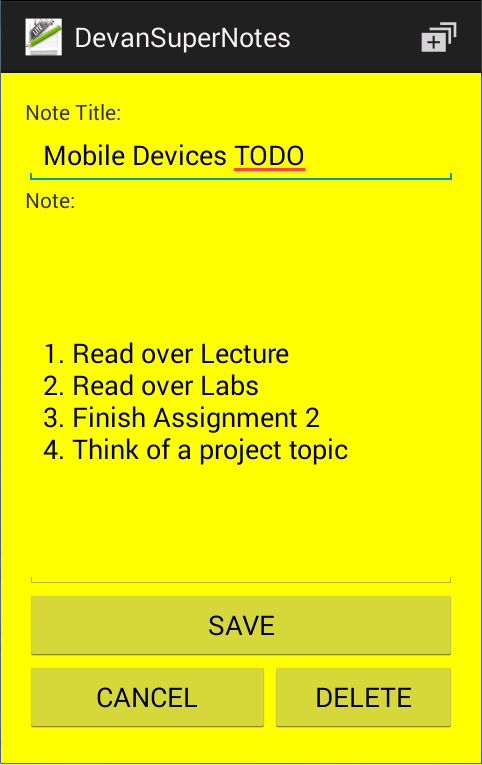 DevanSuperNotes
Note Title:
Mobile Devices TODO
Note:
1. Read over Lecture
2. Read over Labs
3. Finish Assignment 2
4. Think of a project topic
SAVE
CANCEL DELETE